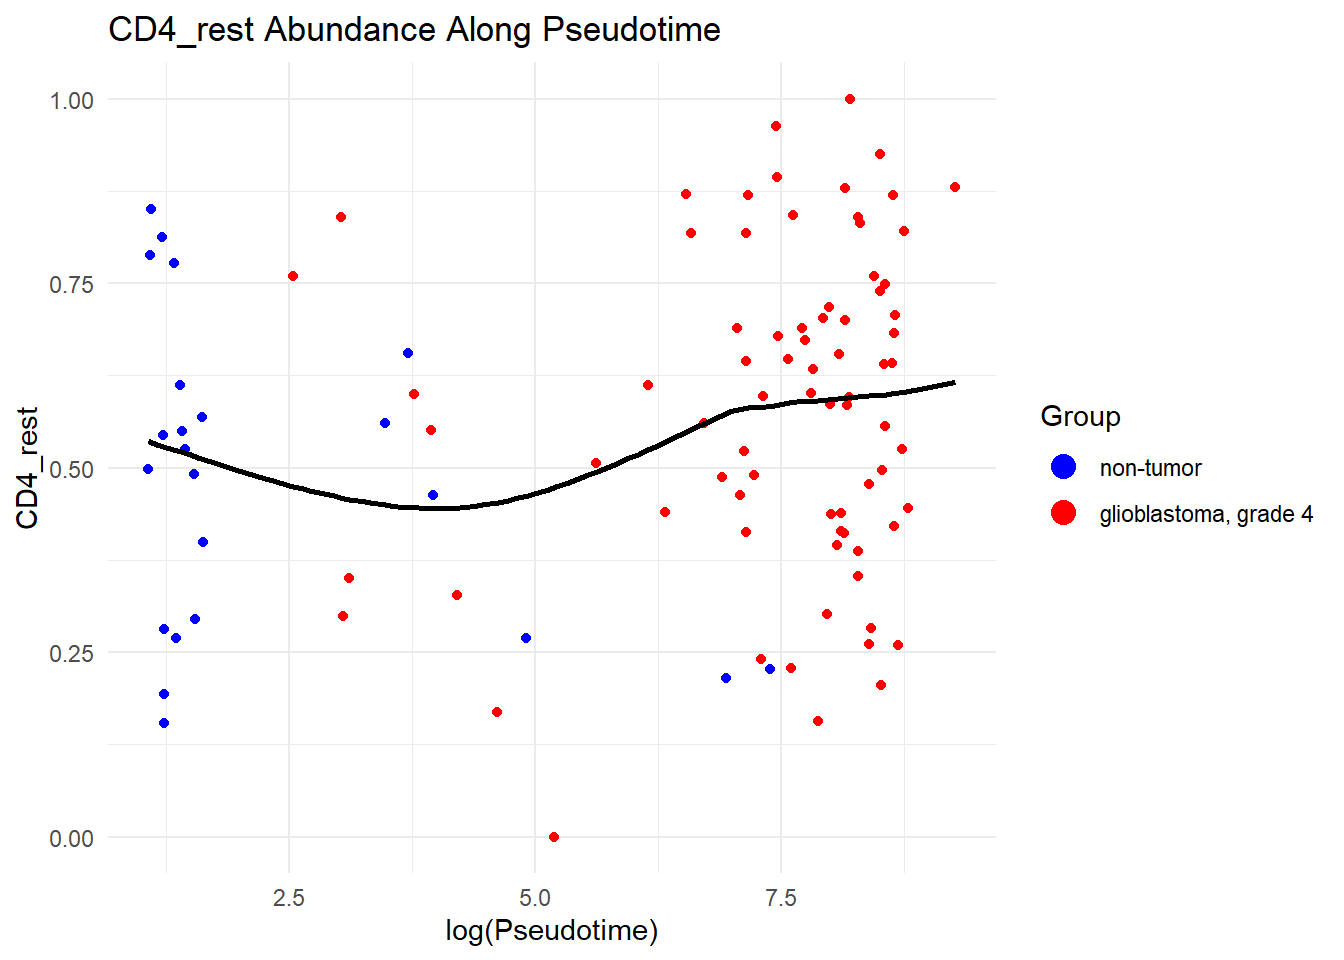 CD4_rest Abundance Along Pseudotime
1.00
0.75
0.50
0.25
0.00
CD4_rest
2.5 5.0 7.5
log(Pseudotime)
Group
non-tumor
glioblastoma, grade 4